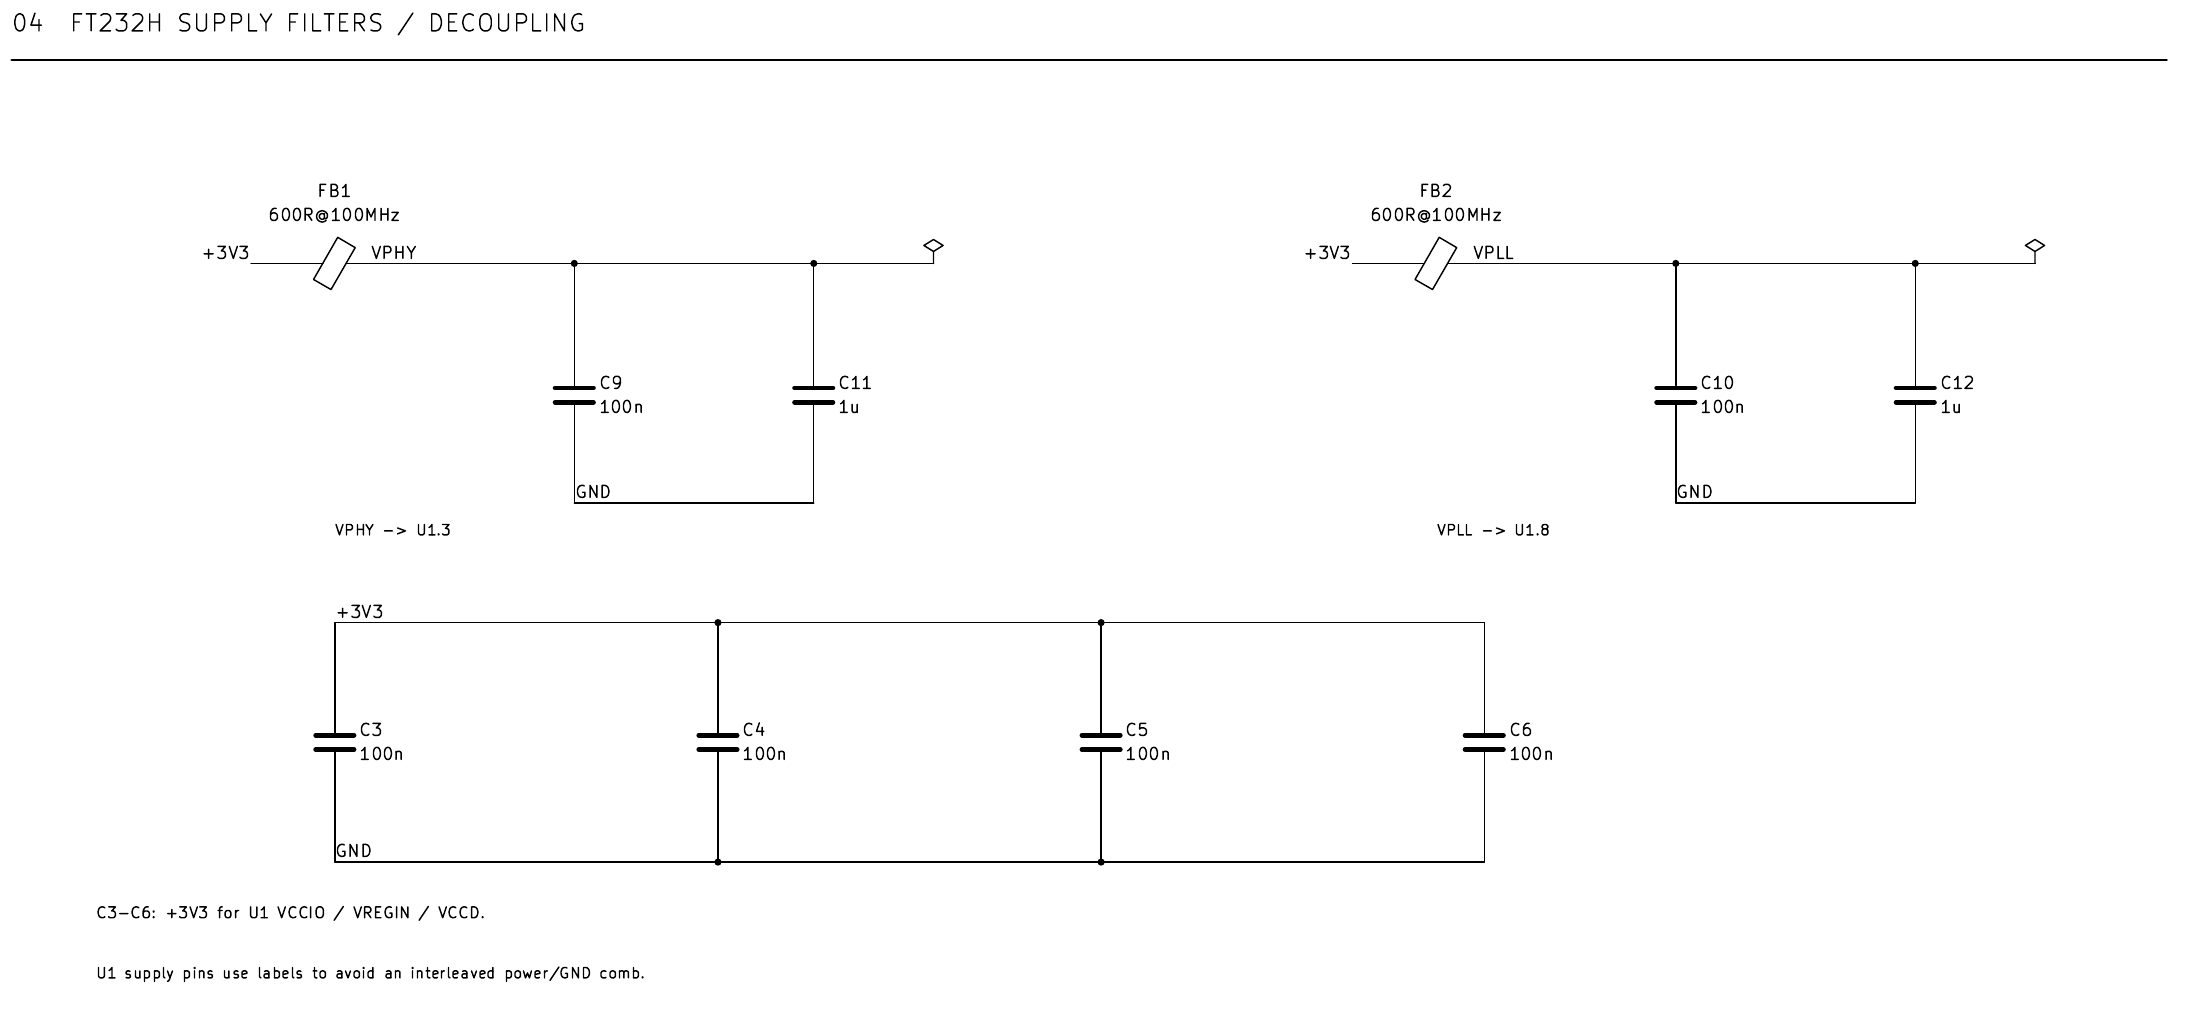 04 FT232H SUPPLY FILTERS / DECOUPLING
FB1
600R@100MHz
+3V3
VPHY
C9
100n
C11
1u
GND
VPHY -> U1.3
FB2
600R@100MHz
+3V3
VPLL
C10
100n
C12
1u
GND
VPLL -> U1.8
+3V3
C3
100n
C4
100n
C5
100n
C6
100n
GND
C3-C6: +3V3 for U1 VCCIO / VREGIN / VCCD.
U1 supply pins use labels to avoid an interleaved power/GND comb.